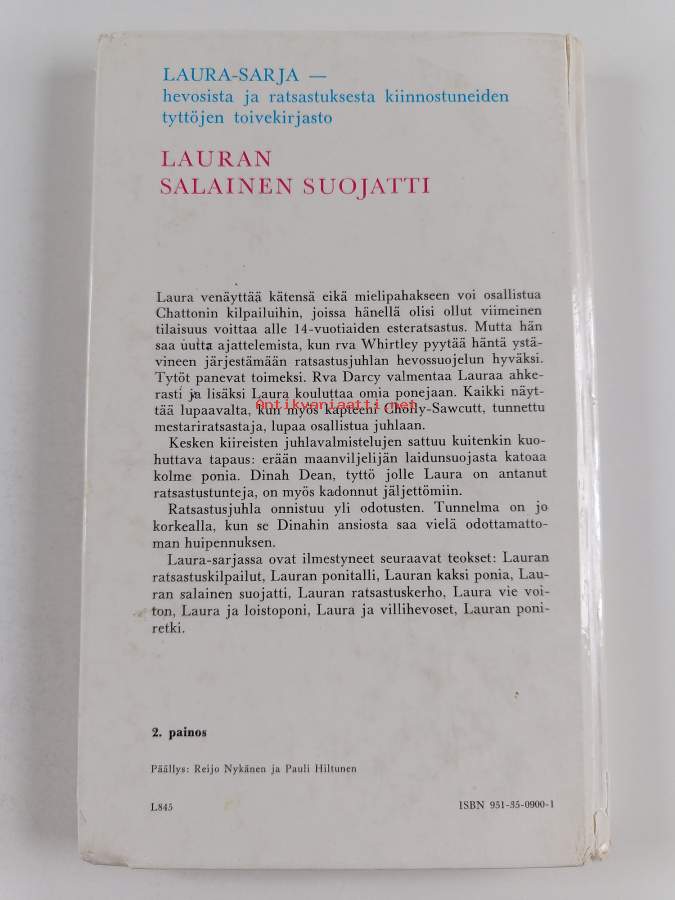 LAURA-SARJA —
hevosista ja ratsastuksesta kiinnostuneiden
tyttöjen toivekirjasto
LAURAN
SALAINEN SUOJATTI
Laura venäyttää kätensä eikä mielipahakseen voi osallistua
Chattonin kilpailuihin, joissa hänellä olisi ollut viimeinen
tilaisuus voittaa alle 14-vuotiaiden esteratsastus. Mutta hän
saa uutta ajattelemista, kun rva Whirtley pyytää häntä ystä-
vineen järjestämään ratsastusjuhlan hevossuojelun hyväksi.
Tytöt panevat toimeksi. Rva Darcy valmentaa Lauraa ahke-
rasti ja lisäksi Laura kouluttaa omia ponejaan. Kaikki näyt-
tää lupaavalta, kun myös kapteeni Cholly-Sawcutt, tunnettu
Antikvariaatti.net
mestariratsastaja, lupaa osallistua juhlaan.
Kesken kiireisten juhlavalmistelujen sattuu kuitenkin kuo-
huttava tapaus: erään maanviljelijän laidunsuojasta katoaa
kolme ponia. Dinah Dean, tyttö jolle Laura on antanut
ratsastustunteja, on myös kadonnut jäljettömiin.
Ratsastusjuhla onnistuu yli odotusten. Tunnelma on jo
korkealla, kun se Dinahin ansiosta saa vielä odottamatto-
man huipennuksen.
Laura-sarjassa ovat ilmestyneet seuraavat teokset: Lauran
ratsastuskilpailut, Lauran ponitalli, Lauran kaksi ponia, Lau-
ran salainen suojatti, Lauran ratsastuskerho, Laura vie voi-
ton, Laura ja loistoponi, Laura ja villihevoset, Lauran poni-
retki.
2. painos
Päällys: Reijo Nykänen ja Pauli Hiltunen
L845
ISBN 951-35-0900-1